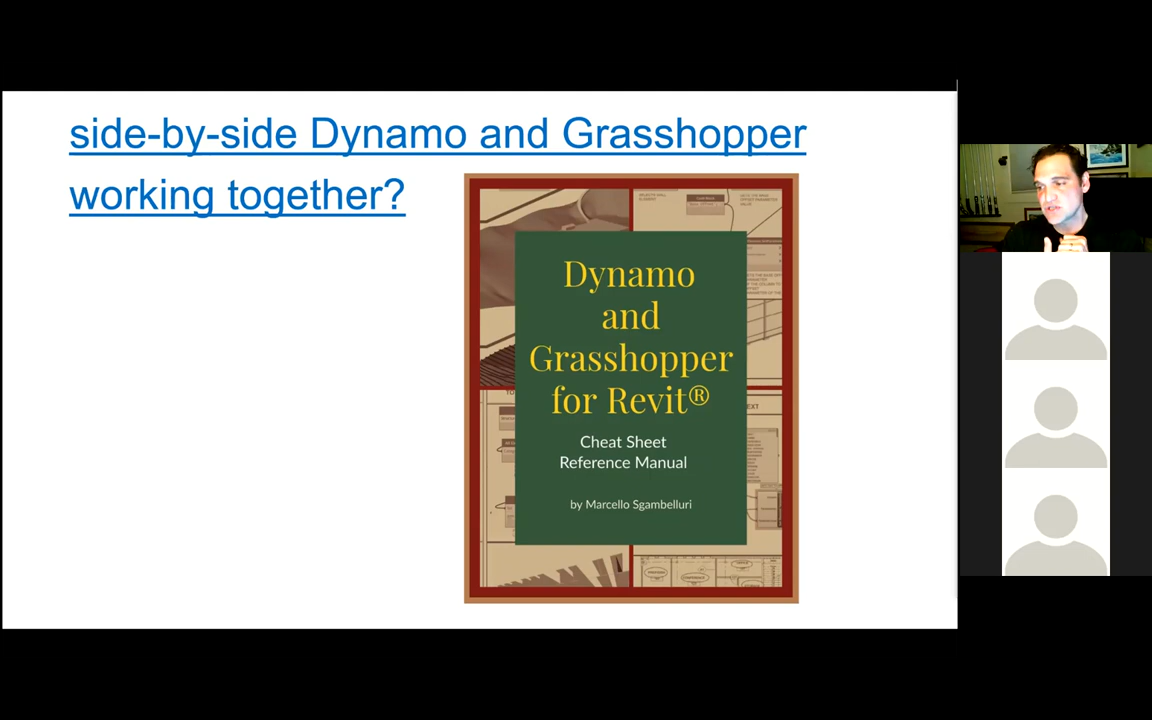 side-by-side Dynamo and Grasshopper
working together?
Dynamo
and
Grasshopper
for Revit®
Cheat Sheet
Reference Manual
by Marcello Sgambelluri